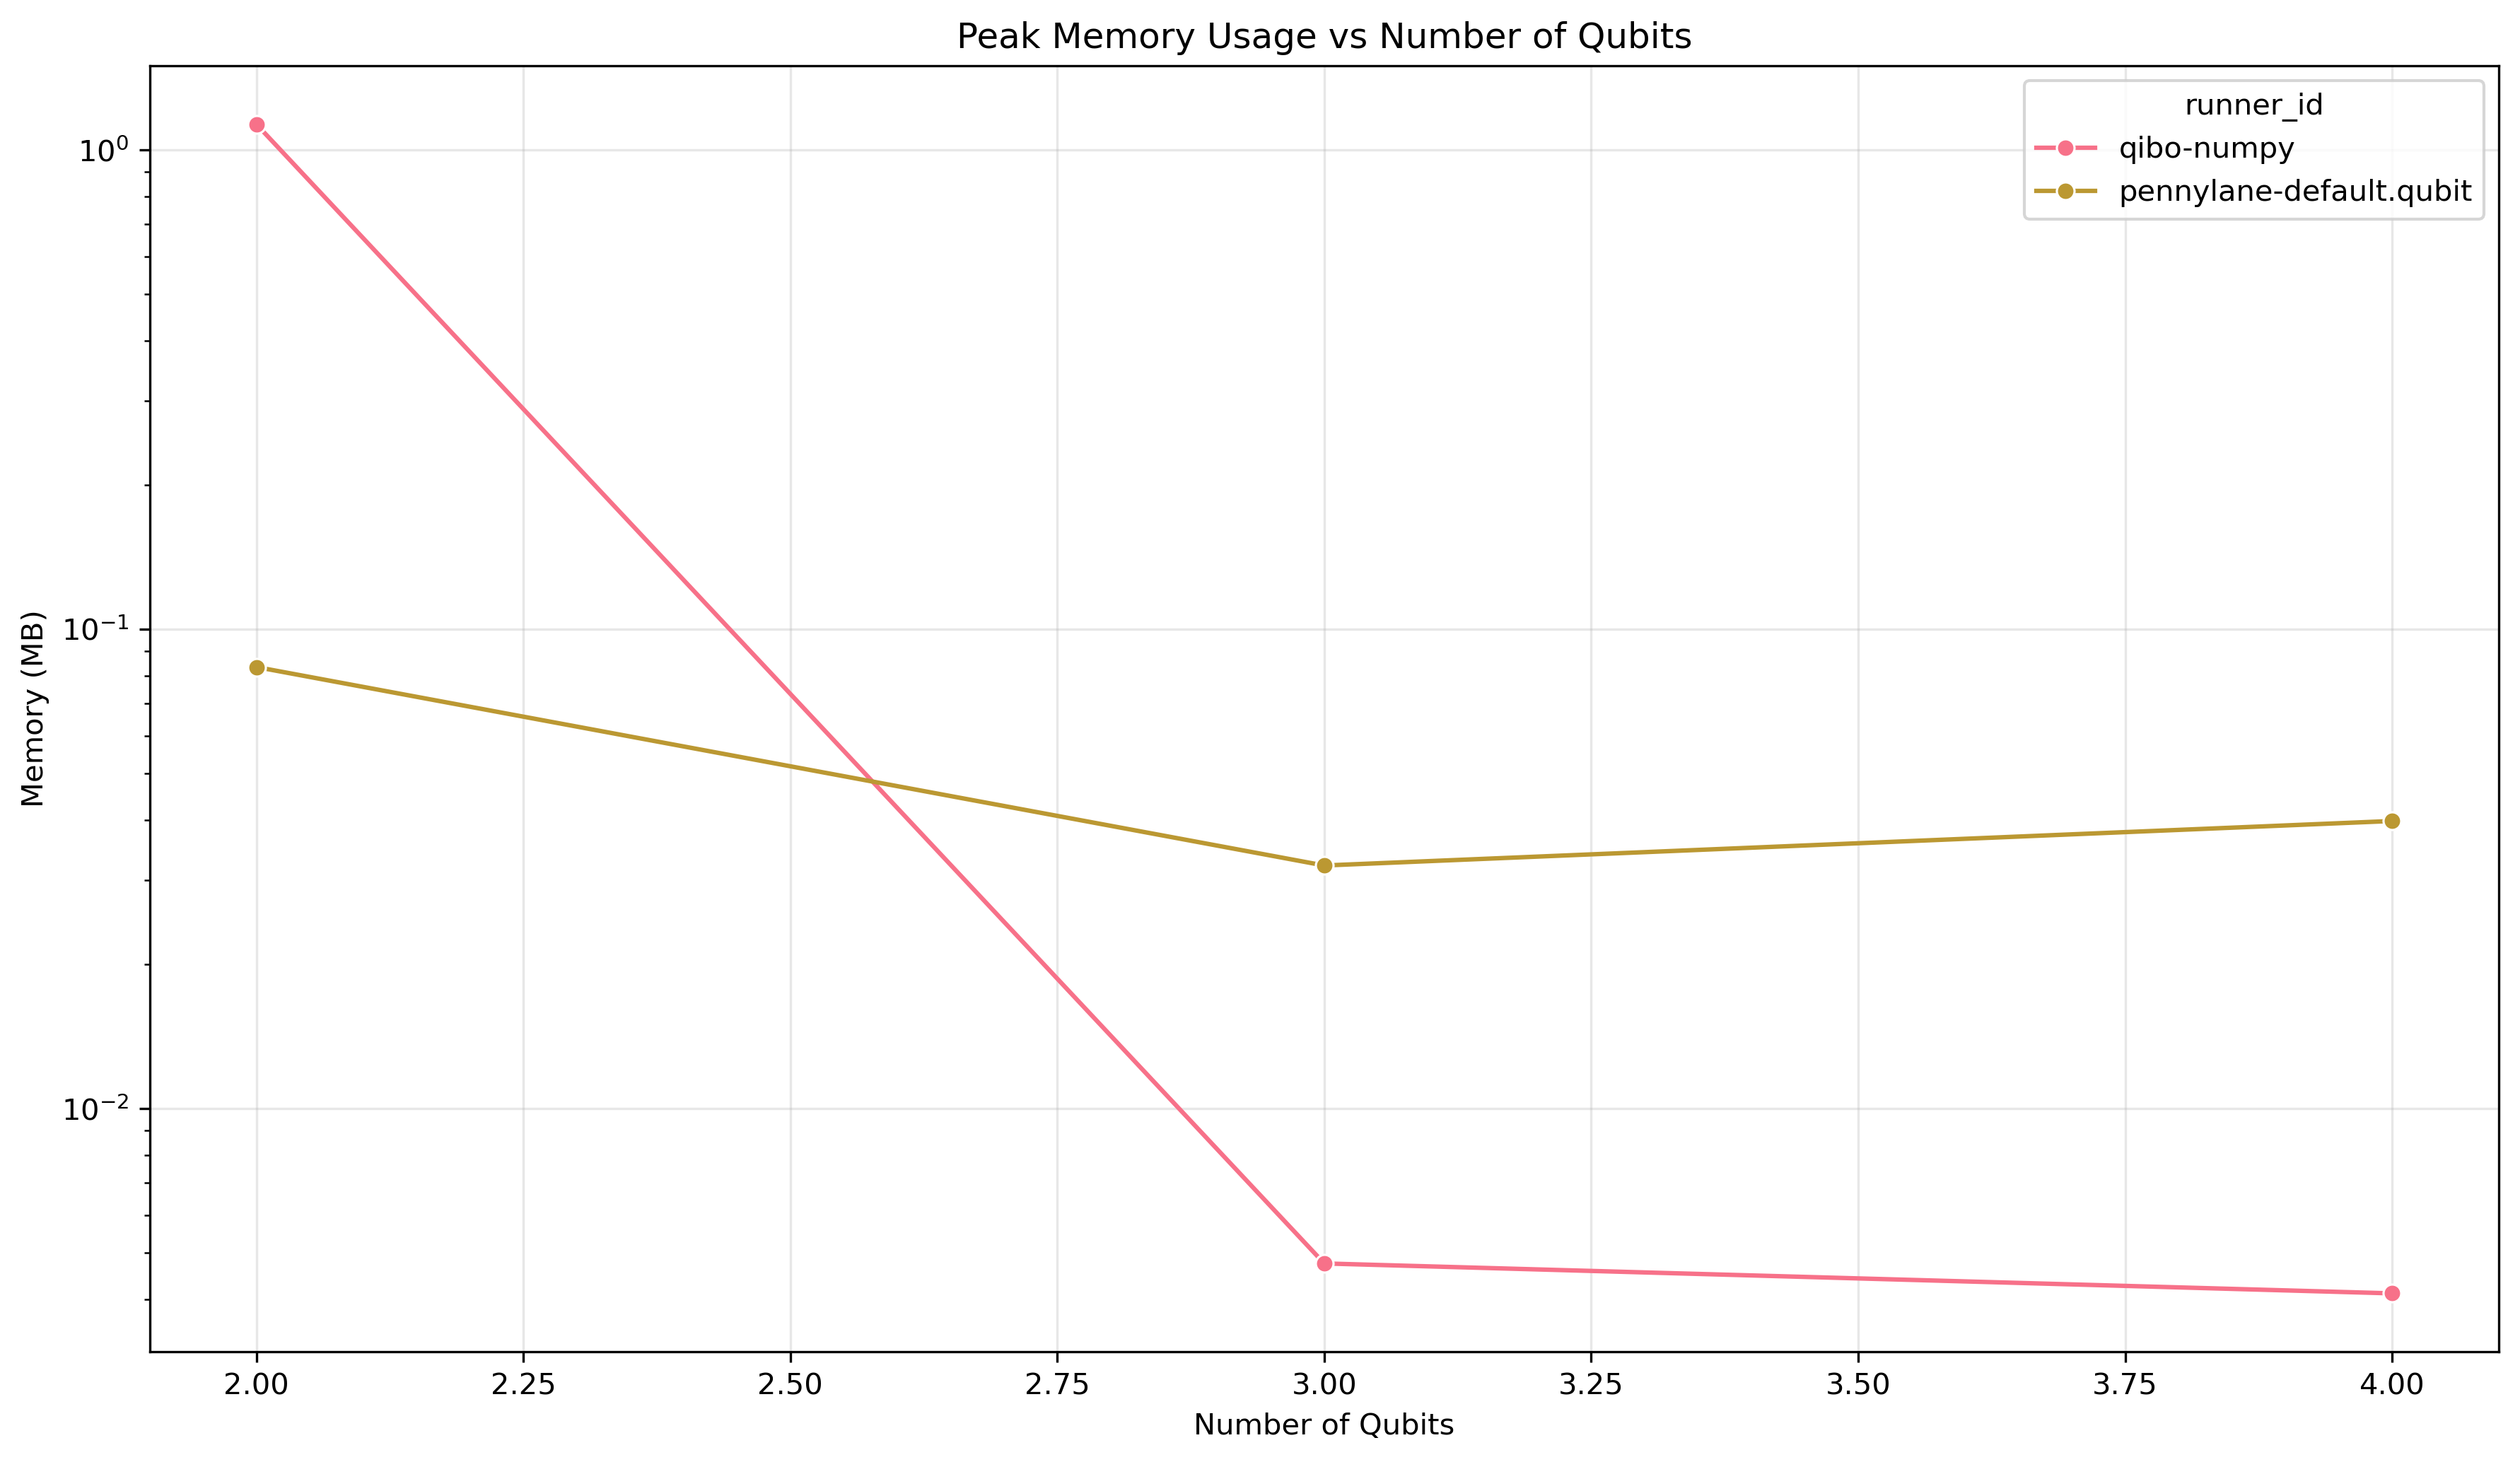 Peak Memory Usage vs Number of Qubits
runner_id
qibo-numpy
pennylane-default.qubit
Memory (MB)
10⁰
10⁻¹
10⁻²
2.00 2.25 2.50 2.75 3.00 3.25 3.50 3.75 4.00
Number of Qubits